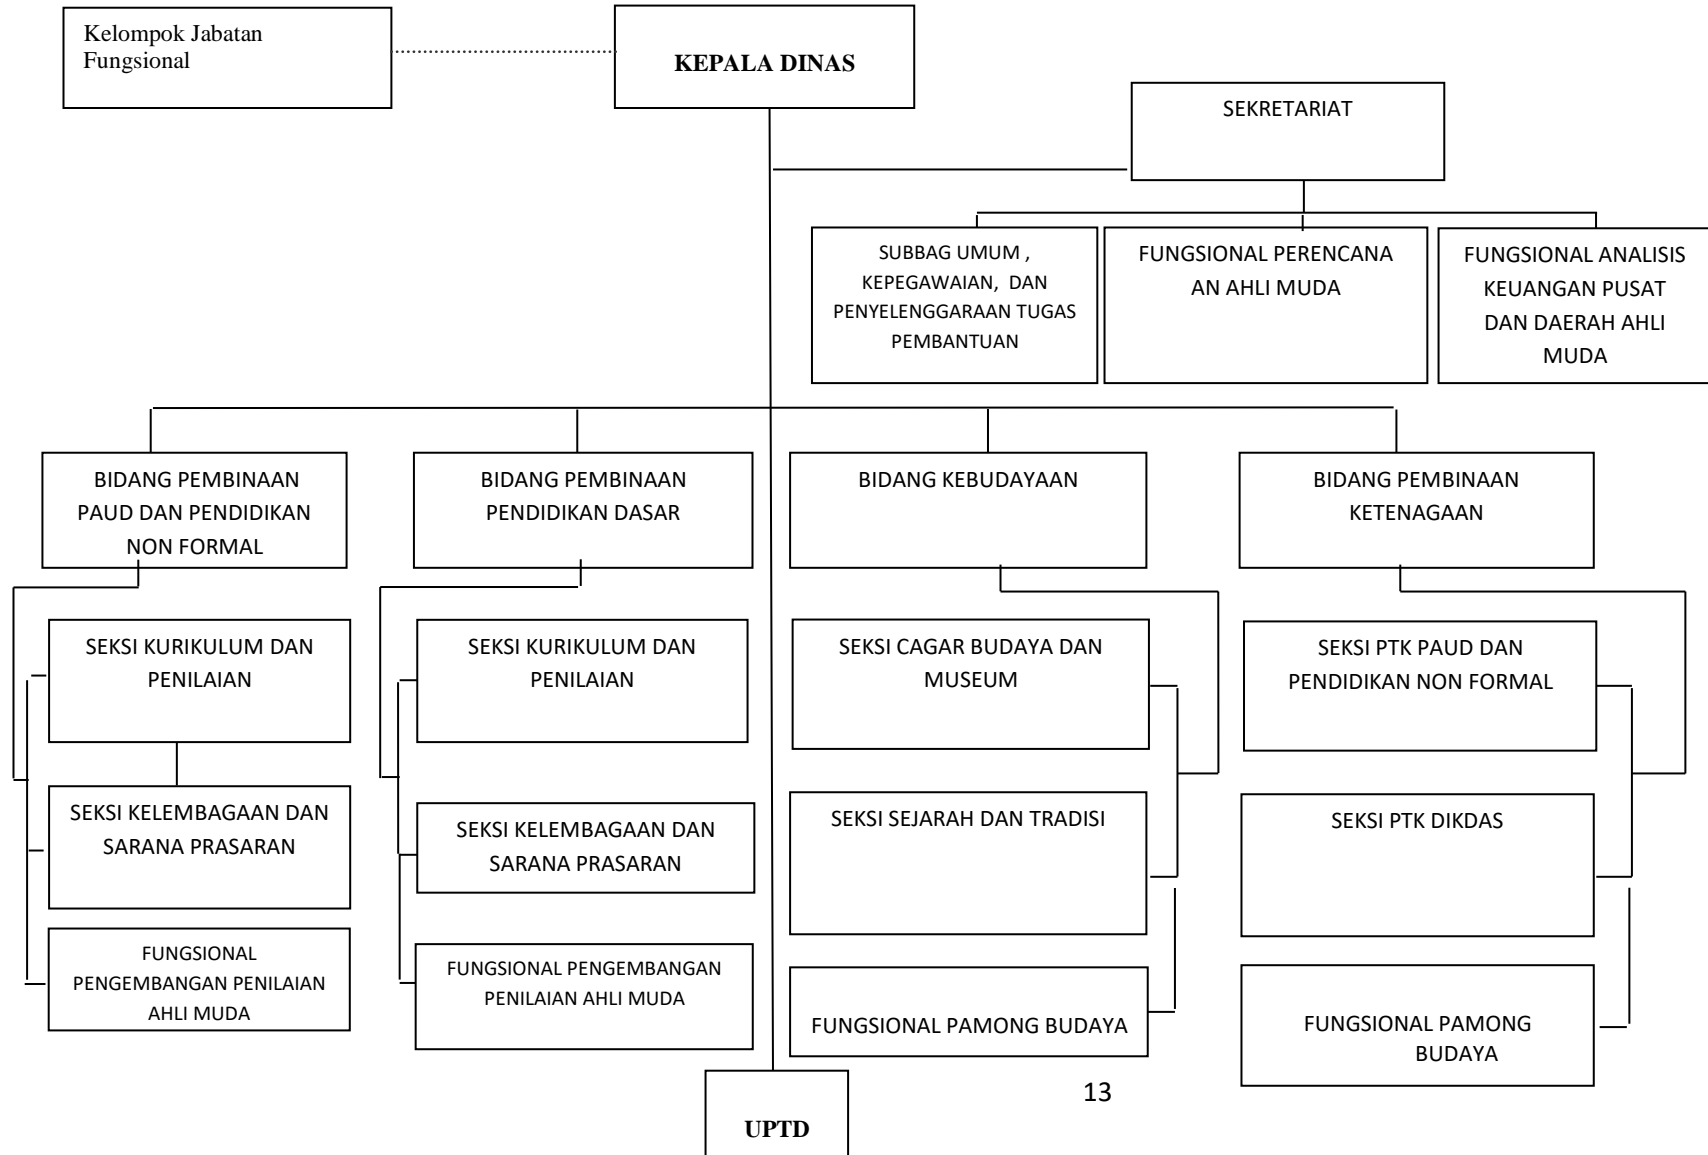 Kelompok Jabatan
Fungsional
KEPALA DINAS
SEKRETARIAT
SUBBAG UMUM ,
KEPEGAWAIAN, DAN
PENYELENGGARAAN TUGAS
PEMBANTUAN
FUNGSIONAL PERENCANA
AN AHLI MUDA
FUNGSIONAL ANALISIS
KEUANGAN PUSAT
DAN DAERAH AHLI
MUDA
BIDANG PEMBINAAN
PAUD DAN PENDIDIKAN
NON FORMAL
BIDANG PEMBINAAN
PENDIDIKAN DASAR
BIDANG KEBUDAYAAN
BIDANG PEMBINAAN
KETENAGAAN
SEKSI KURIKULUM DAN
PENILAIAN
SEKSI KURIKULUM DAN
PENILAIAN
SEKSI CAGAR BUDAYA DAN
MUSEUM
SEKSI PTK PAUD DAN
PENDIDIKAN NON FORMAL
SEKSI KELEMBAGAAN DAN
SARANA PRASARAN
SEKSI KELEMBAGAAN DAN
SARANA PRASARAN
SEKSI SEJARAH DAN TRADISI
SEKSI PTK DIKDAS
FUNGSIONAL
PENGEMBANGAN PENILAIAN
AHLI MUDA
FUNGSIONAL PENGEMBANGAN
PENILAIAN AHLI MUDA
FUNGSIONAL PAMONG BUDAYA
FUNGSIONAL PAMONG
BUDAYA
13
UPTD